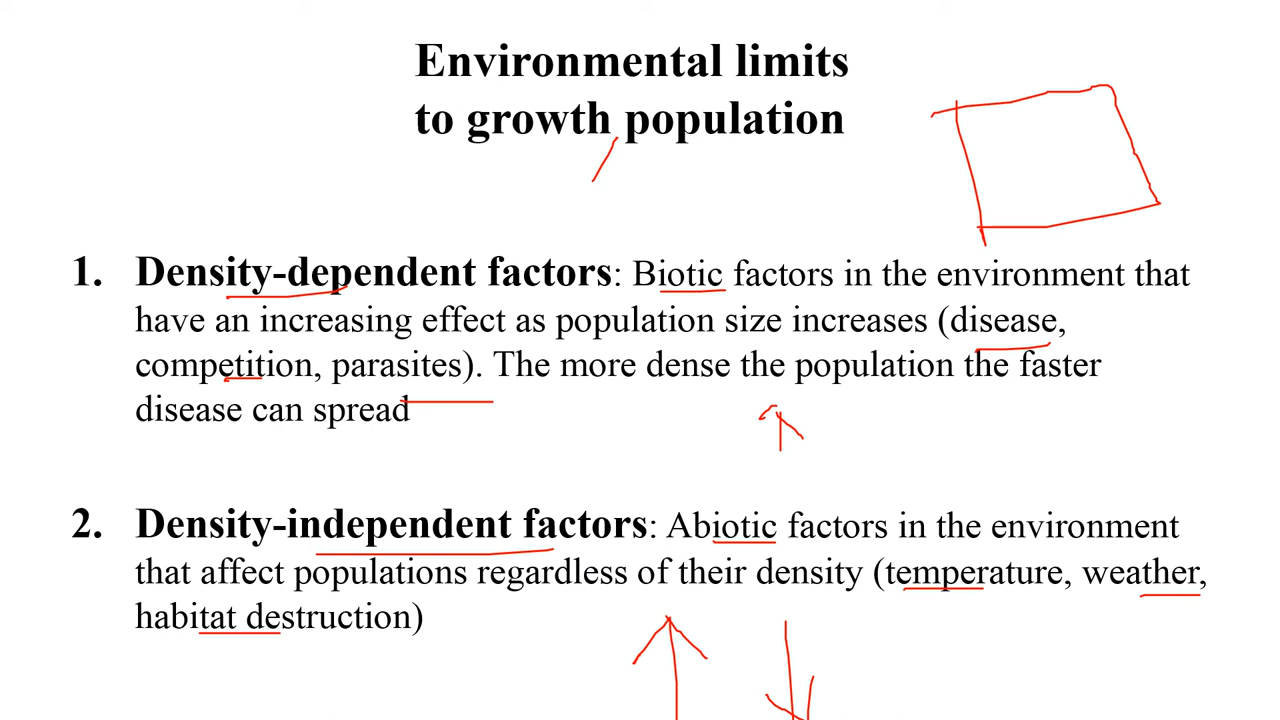 Environmental limits
to growth population
1. Density-dependent factors: Biotic factors in the environment that
have an increasing effect as population size increases (disease,
competition, parasites). The more dense the population the faster
disease can spread
2. Density-independent factors: Abiotic factors in the environment
that affect populations regardless of their density (temperature, weather,
habitat destruction)